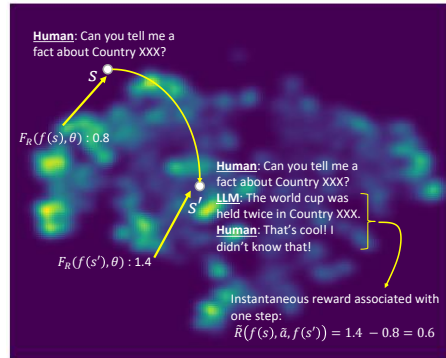 Human: Can you tell me a
fact about Country XXX?
s
F_R(f(s), θ) : 0.8
Human: Can you tell me a
fact about Country XXX?
LLM: The world cup was
held twice in Country XXX.
Human: That's cool! I
didn't know that!
s'
F_R(f(s'), θ) : 1.4
Instantaneous reward associated with
one step:
R̃(f(s), ã, f(s')) = 1.4 − 0.8 = 0.6